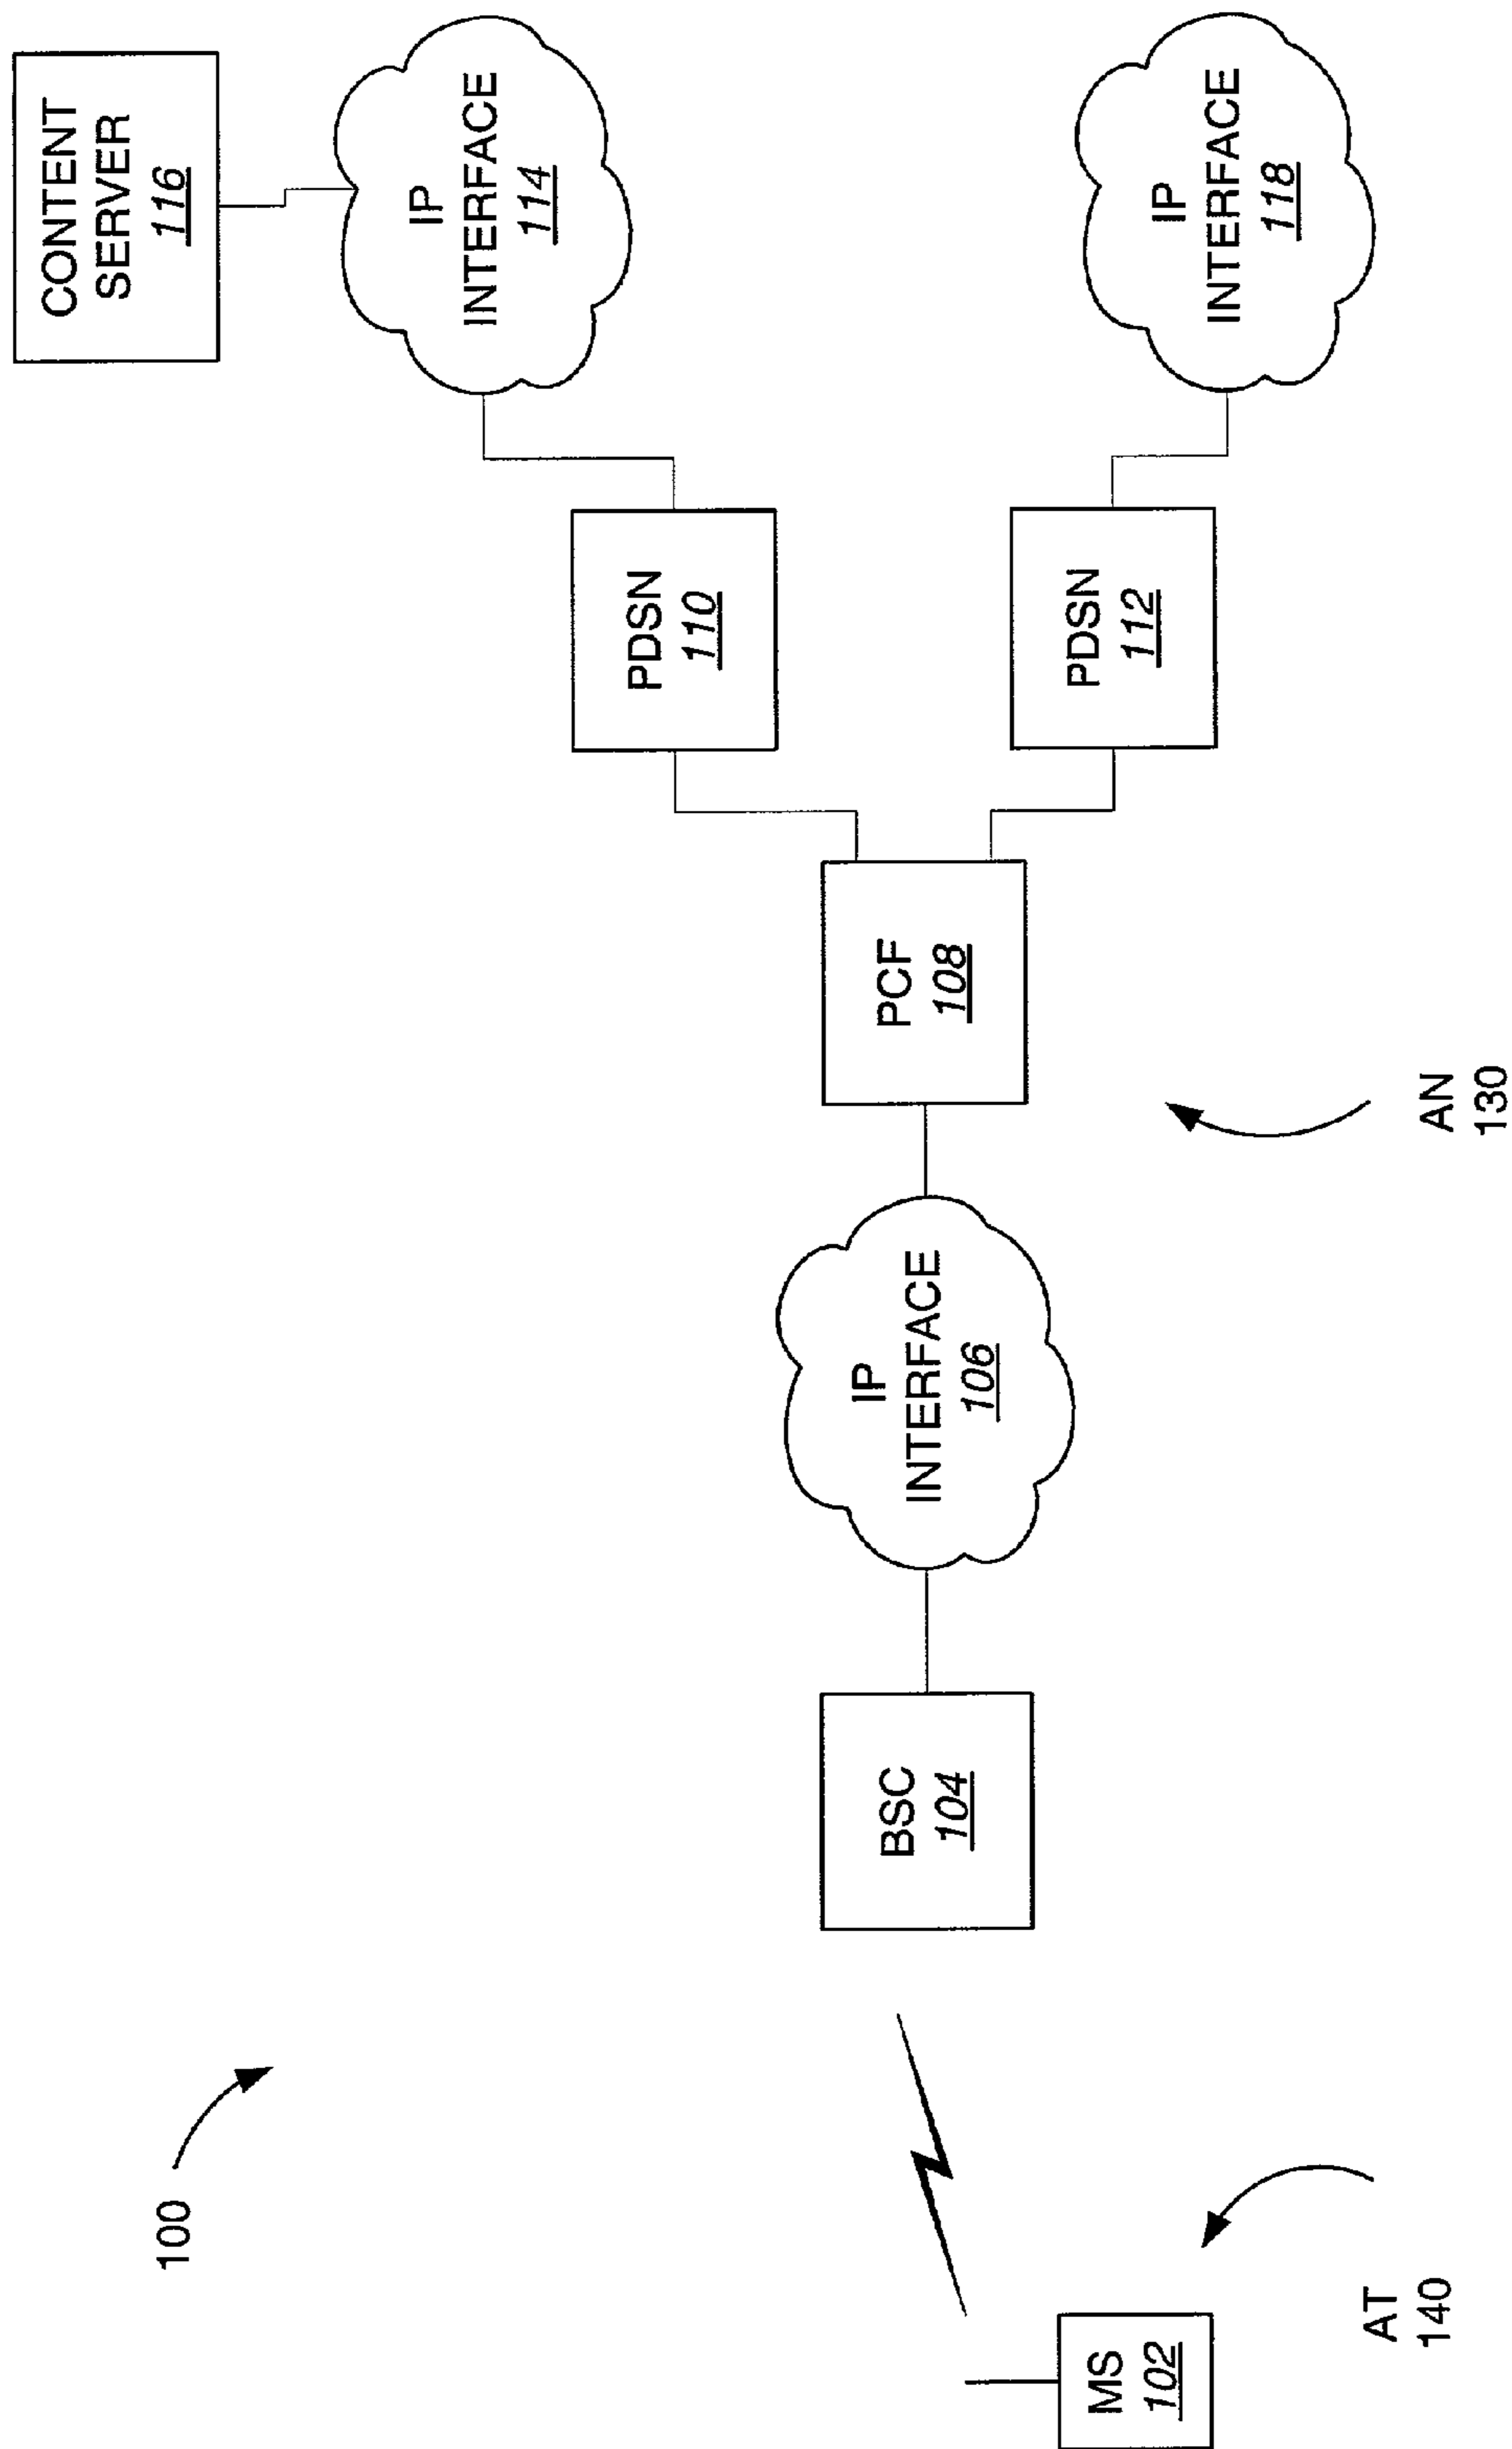 100
CONTENT
SERVER
116
IP
INTERFACE
114
PDSN
110
PCF
108
IP
INTERFACE
106
BSC
104
MS
102
PDSN
112
IP
INTERFACE
118
AN
130
AT
140